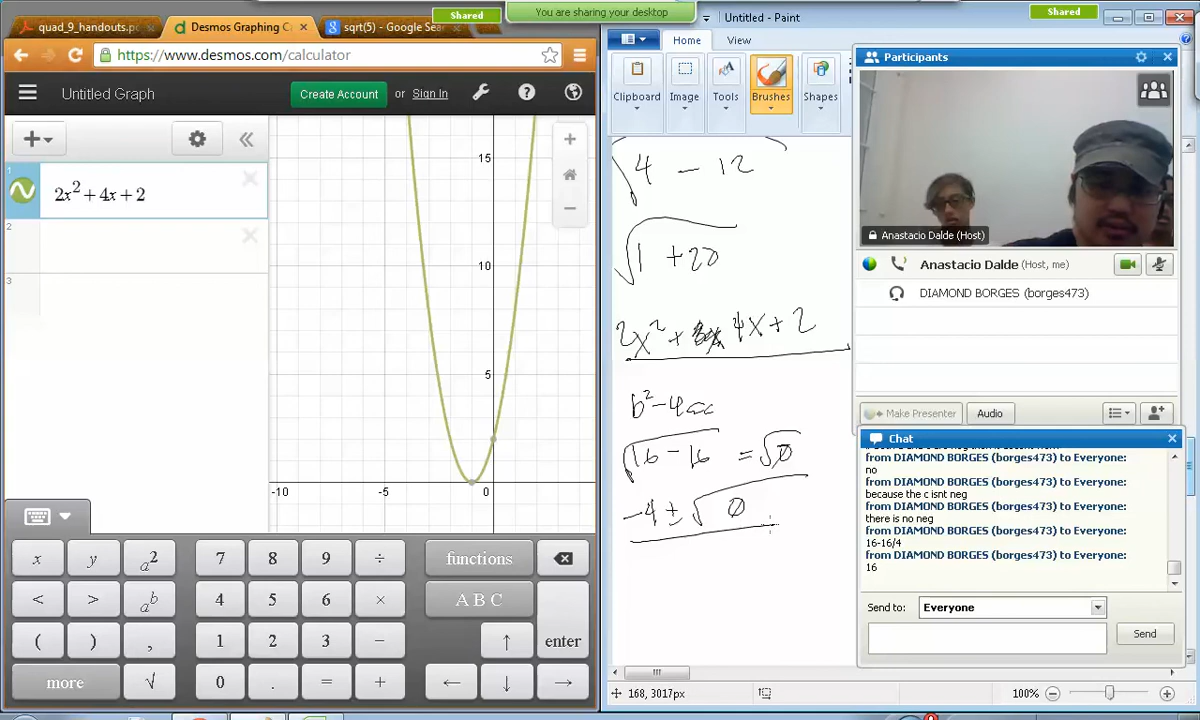 Shared
You are sharing your desktop
Shared
quad_9_handouts.pc
Desmos Graphing C
sqrt(5) - Google Sea
https://www.desmos.com/calculator
Untitled Graph
Create Account
or
Sign In
1
2x² + 4x + 2
2
3
15
10
5
-10
-5
0
x
y
a²
7
8
9
÷
functions
<
>
aᵇ
4
5
6
×
A B C
(
)
,
1
2
3
−
↑
enter
more
√
0
.
=
+
←
↓
→
Untitled - Paint
Home
View
Clipboard
Image
Tools
Brushes
Shapes
√4 − 12
√1 + 20
2x² + 4x + 2
b² − 4ac
√16 − 16 = √0
−4 ± √0
168, 3017px
100%
Participants
Anastacio Dalde (Host)
Anastacio Dalde (Host, me)
DIAMOND BORGES (borges473)
Make Presenter
Audio
Chat
from DIAMOND BORGES (borges473) to Everyone:
no
from DIAMOND BORGES (borges473) to Everyone:
because the c isnt neg
from DIAMOND BORGES (borges473) to Everyone:
there is no neg
from DIAMOND BORGES (borges473) to Everyone:
16-16/4
from DIAMOND BORGES (borges473) to Everyone:
16
Send to:
Everyone
Send